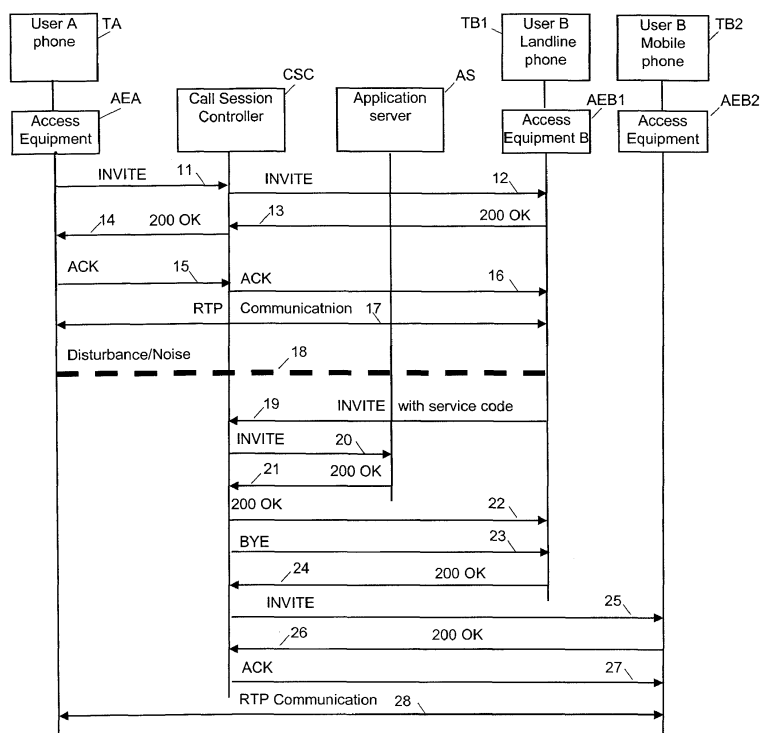 User A
phone
TA
TB1
User B
Landline
phone
User B
Mobile
phone
TB2
CSC
AS
Access
Equipment
AEA
Call Session
Controller
Application
server
Access
Equipment B
AEB1
Access
Equipment
AEB2
INVITE 11
INVITE 12
14 200 OK
13 200 OK
ACK 15
ACK 16
RTP Communicatnion 17
Disturbance/Noise 18
19 INVITE with service code
INVITE 20
21 200 OK
200 OK 22
BYE 23
24 200 OK
INVITE 25
26 200 OK
ACK 27
RTP Communication 28